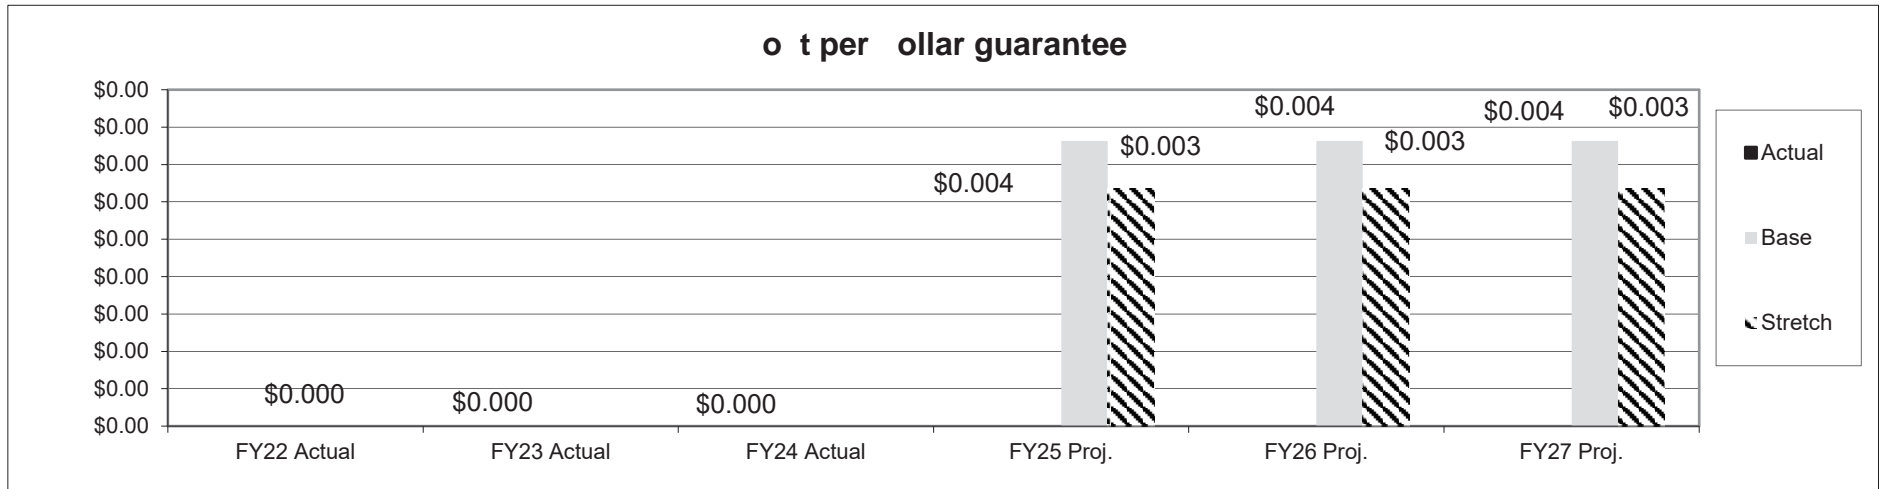 o t per ollar guarantee
$0.00
$0.00
$0.00
$0.00
$0.00
$0.00
$0.00
$0.00
$0.00
$0.00
$0.000
$0.000
$0.000
$0.004
$0.003
$0.004
$0.003
$0.004
$0.003
FY22 Actual
FY23 Actual
FY24 Actual
FY25 Proj.
FY26 Proj.
FY27 Proj.
Actual
Base
Stretch